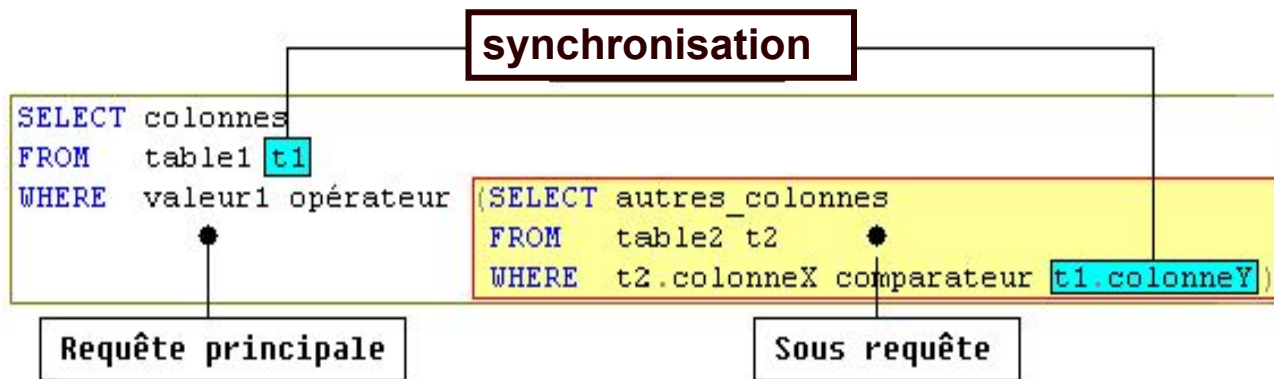 synchronisation
SELECT colonnes
FROM table1 t1
WHERE valeur1 opérateur (SELECT autres_colonnes
FROM table2 t2
WHERE t2.colonneX comparateur t1.colonneY)
Requête principale
Sous requête